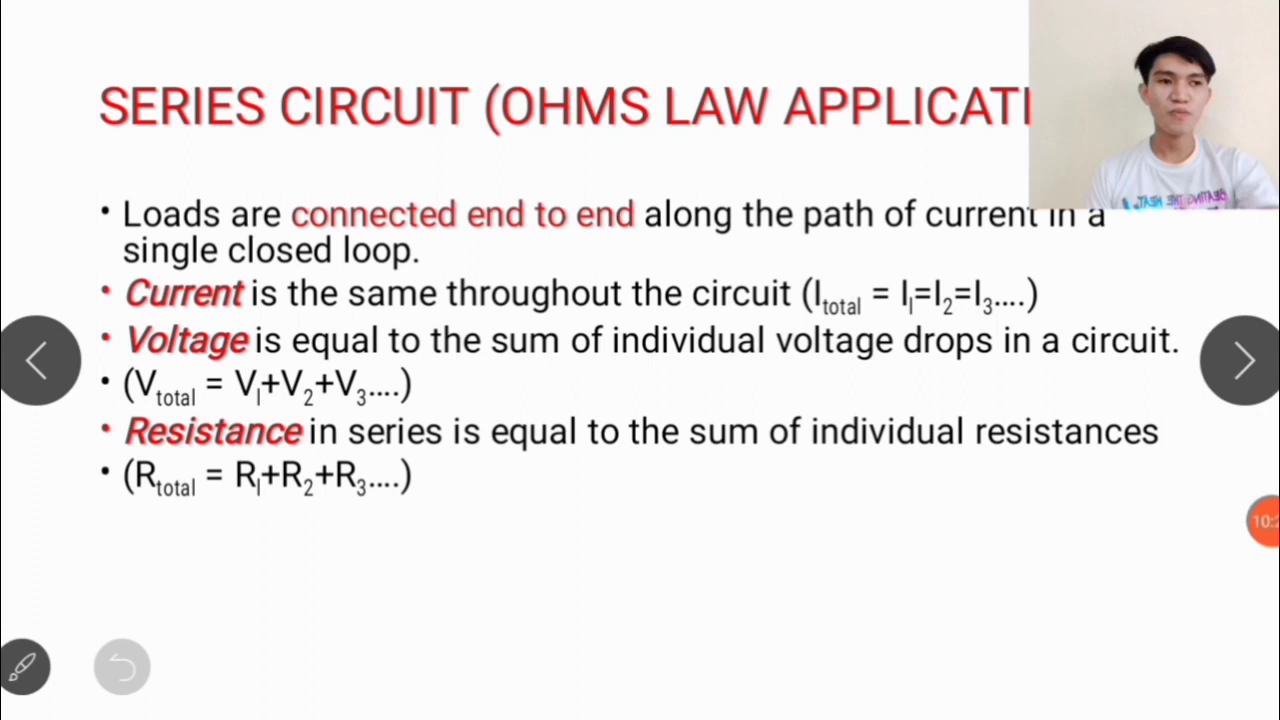 SERIES CIRCUIT (OHMS LAW APPLICATI
• Loads are connected end to end along the path of current in a
single closed loop.
• Current is the same throughout the circuit (Itotal = I1=I2=I3....)
• Voltage is equal to the sum of individual voltage drops in a circuit.
• (Vtotal = V1+V2+V3....)
• Resistance in series is equal to the sum of individual resistances
• (Rtotal = R1+R2+R3....)